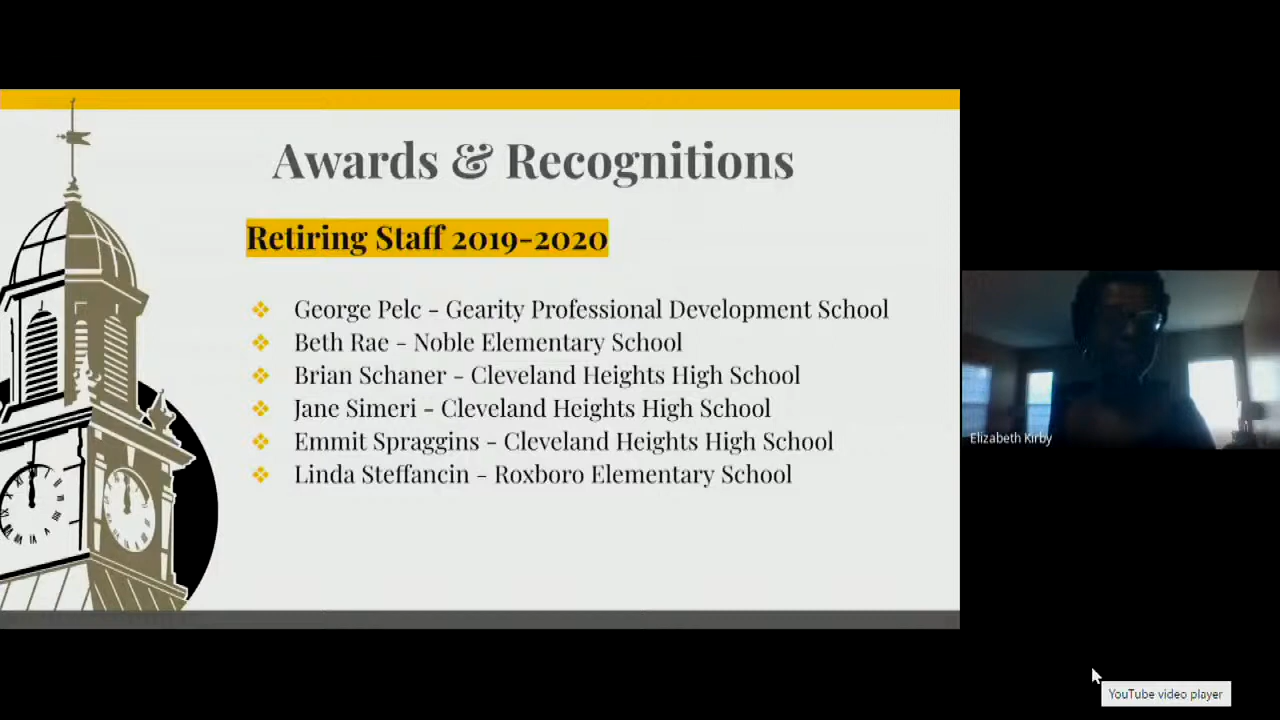 Awards & Recognitions
Retiring Staff 2019-2020
❖ George Pelc - Gearity Professional Development School
❖ Beth Rae - Noble Elementary School
❖ Brian Schaner - Cleveland Heights High School
❖ Jane Simeri - Cleveland Heights High School
❖ Emmit Spraggins - Cleveland Heights High School
❖ Linda Steffancin - Roxboro Elementary School
Elizabeth Kirby
YouTube video player